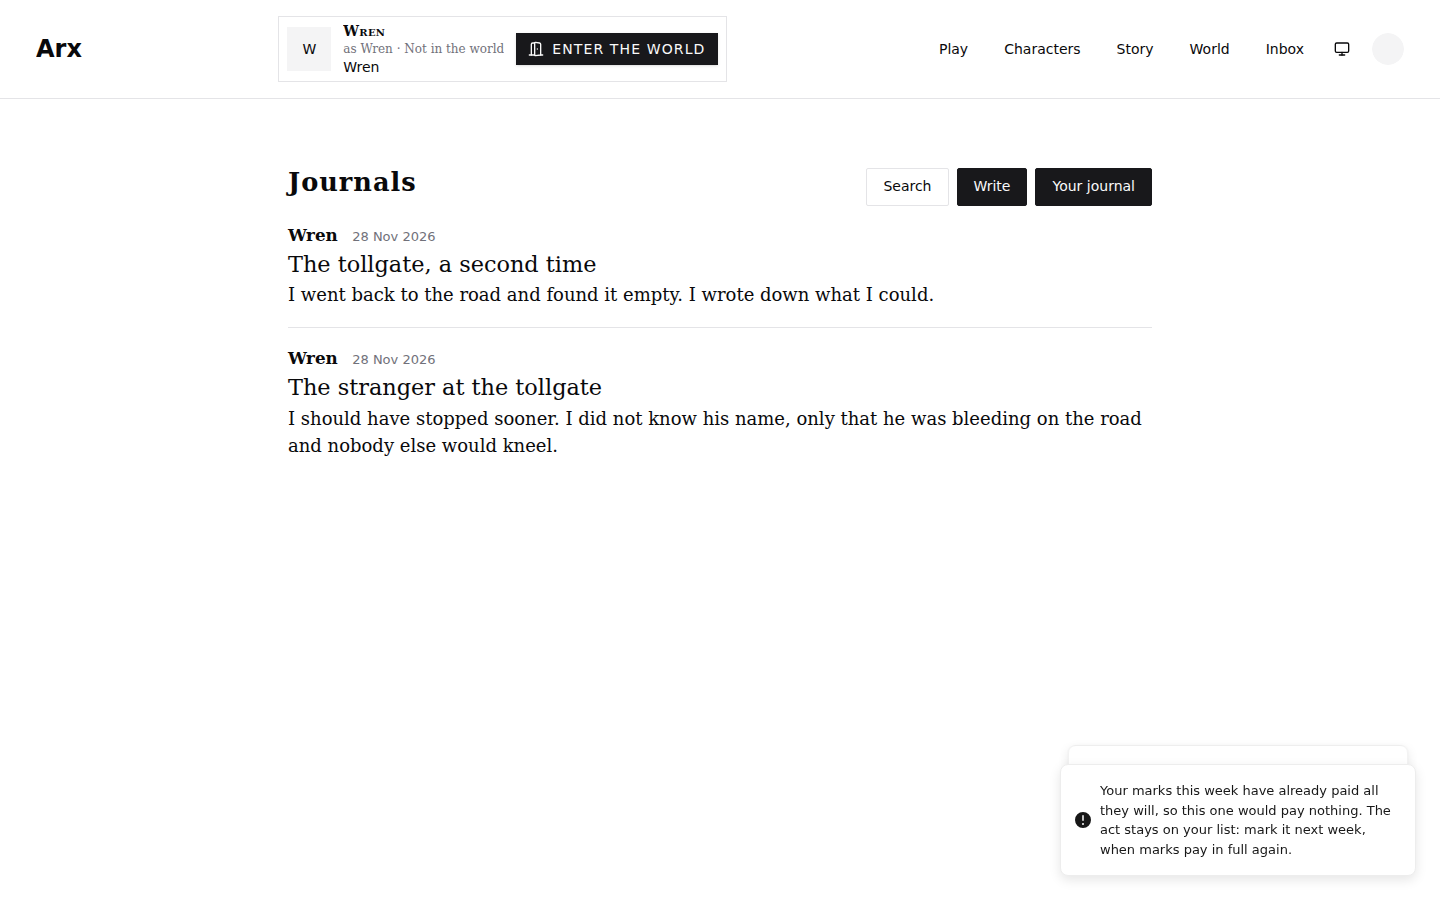 Arx
W
Wren
as Wren · Not in the world
Wren
ENTER THE WORLD
Play
Characters
Story
World
Inbox
Journals
Search
Write
Your journal
Wren 28 Nov 2026
The tollgate, a second time
I went back to the road and found it empty. I wrote down what I could.
Wren 28 Nov 2026
The stranger at the tollgate
I should have stopped sooner. I did not know his name, only that he was bleeding on the road
and nobody else would kneel.
Your marks this week have already paid all
they will, so this one would pay nothing. The
act stays on your list: mark it next week,
when marks pay in full again.